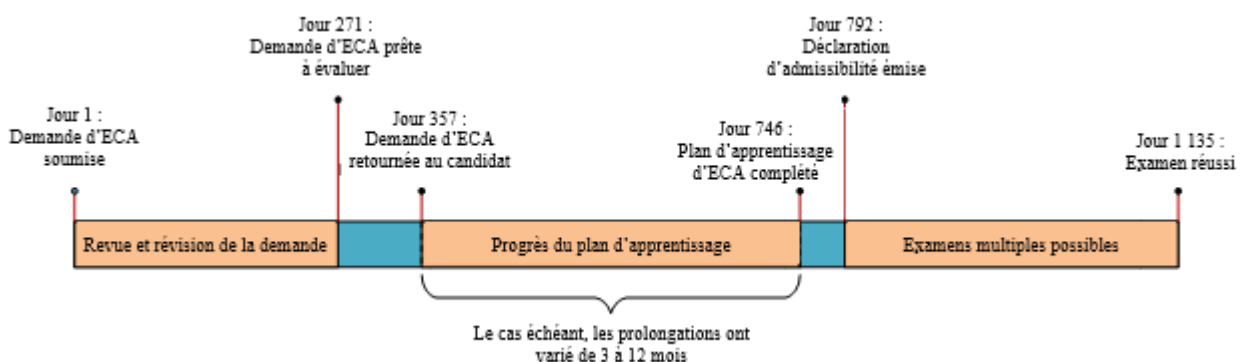 Jour 1 :
Demande d'ECA
soumise
Jour 271 :
Demande d'ECA prête
à évaluer
Jour 357 :
Demande d'ECA
retournée au candidat
Jour 746 :
Plan d'apprentissage
d'ECA complété
Jour 792 :
Déclaration
d'admissibilité émise
Jour 1 135 :
Examen réussi
Revue et révision de la demande
Progrès du plan d'apprentissage
Examens multiples possibles
Le cas échéant, les prolongations ont
varié de 3 à 12 mois